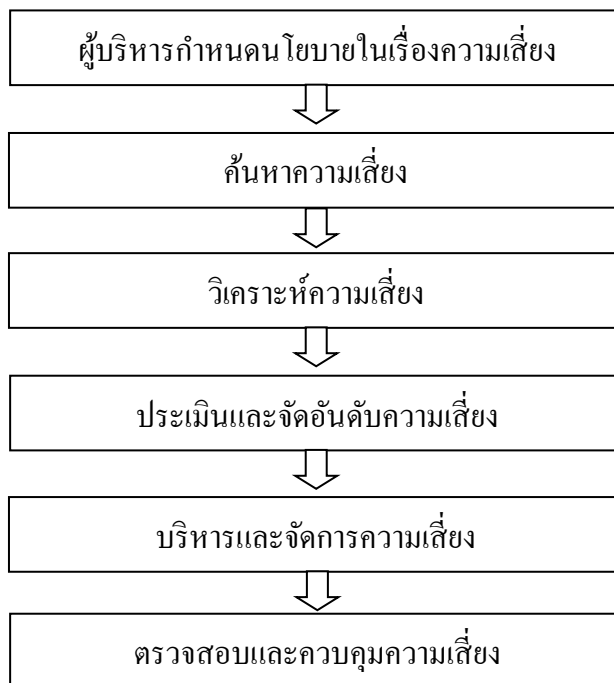 ผู้บริหารกำหนดนโยบายในเรื่องความเสี่ยง
ค้นหาความเสี่ยง
วิเคราะห์ความเสี่ยง
ประเมินและจัดอันดับความเสี่ยง
บริหารและจัดการความเสี่ยง
ตรวจสอบและควบคุมความเสี่ยง